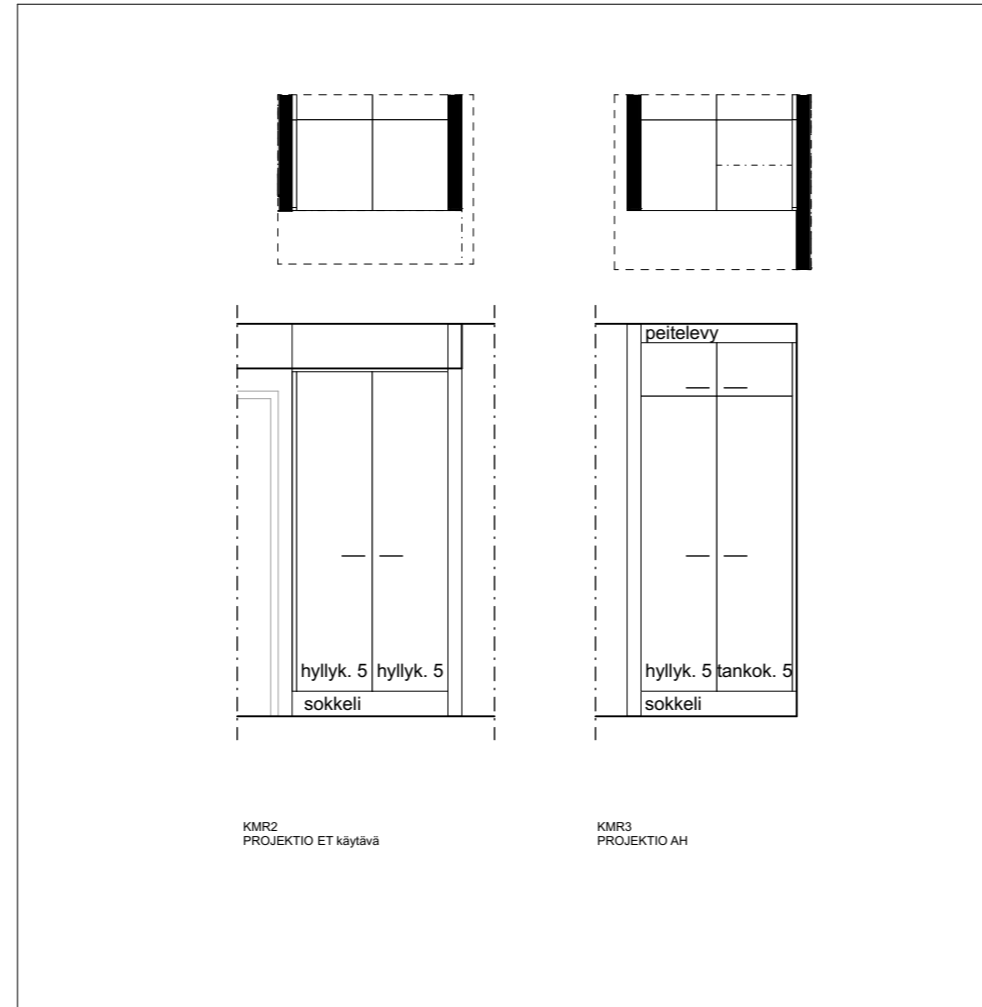 peitelevy
hyllyk. 5 hyllyk. 5
sokkeli
hyllyk. 5 tankok. 5
sokkeli
KMR2
PROJEKTIO ET käytävä
KMR3
PROJEKTIO AH